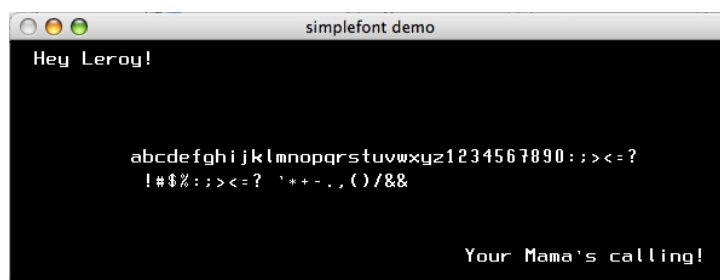 simplefont demo
Hey Leroy!
abcdefghijklmnopqrstuvwxyz1234567890:;><=?
!#$%:;><=? '*+-.,()/&&
Your Mama's calling!